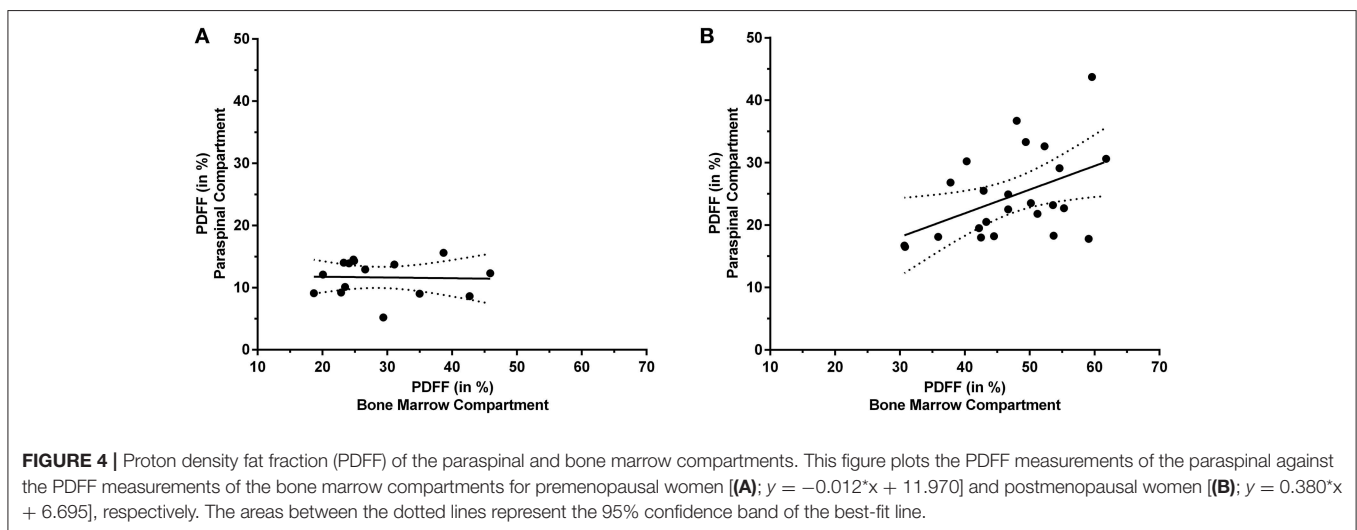 A
50
40
30
20
10
0
PDFF (in %)
Paraspinal Compartment
10 20 30 40 50 60 70
PDFF (in %)
Bone Marrow Compartment
B
50
40
30
20
10
0
PDFF (in %)
Paraspinal Compartment
10 20 30 40 50 60 70
PDFF (in %)
Bone Marrow Compartment
FIGURE 4 | Proton density fat fraction (PDFF) of the paraspinal and bone marrow compartments. This figure plots the PDFF measurements of the paraspinal against
the PDFF measurements of the bone marrow compartments for premenopausal women [(A); y = −0.012*x + 11.970] and postmenopausal women [(B); y = 0.380*x
+ 6.695], respectively. The areas between the dotted lines represent the 95% confidence band of the best-fit line.